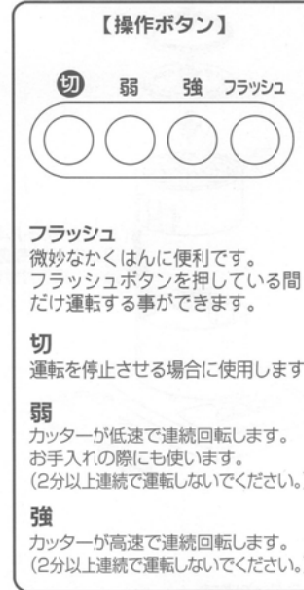 【操作ボタン】
切 弱 強 フラッシュ
フラッシュ
微妙なかくはんに便利です。
フラッシュボタンを押している間
だけ運転する事ができます。
切
運転を停止させる場合に使用します
弱
カッターが低速で連続回転します。
お手入れの際にも使います。
(2分以上連続で運転しないでください。
強
カッターが高速で連続回転します。
(2分以上連続で運転しないでください。